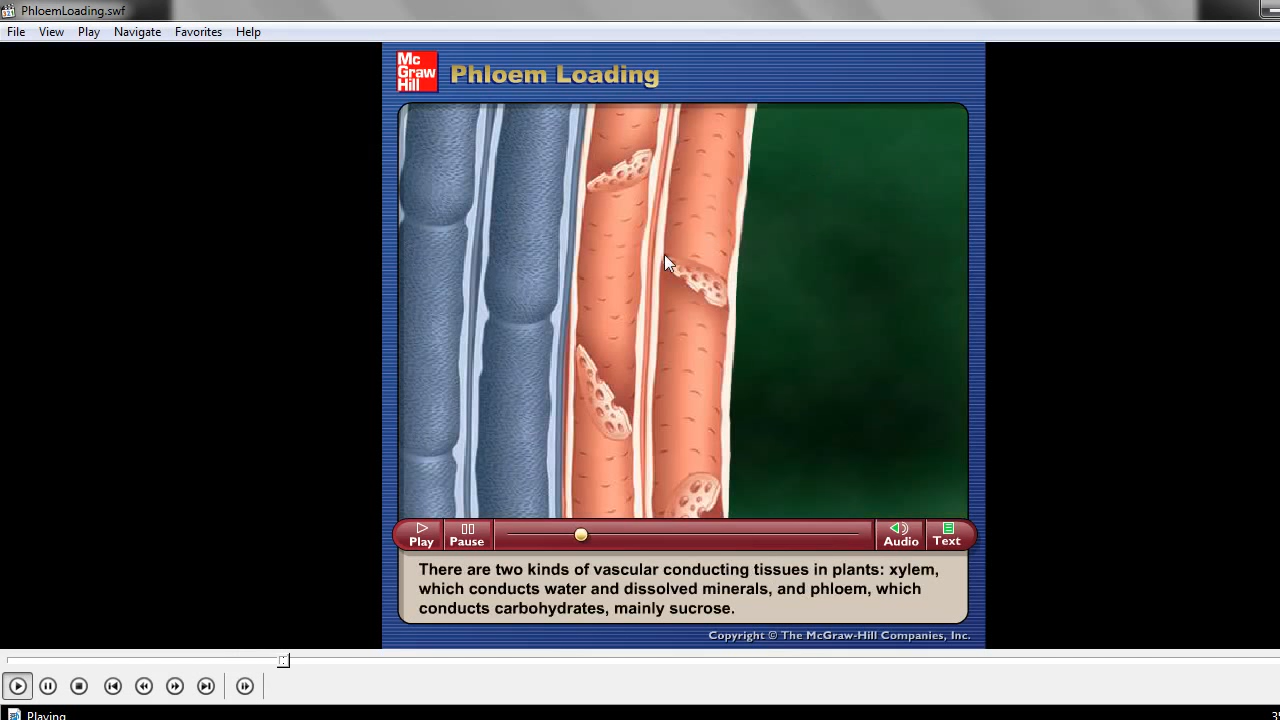 PhloemLoading.swf
File View Play Navigate Favorites Help
Mc
Graw
Hill
Phloem Loading
Play Pause Audio Text
There are two kinds of vascular conducting tissues in plants: xylem,
which conducts water and dissolved minerals, and phloem, which
conducts carbohydrates, mainly sucrose.
Copyright © The McGraw-Hill Companies, Inc.
Playing